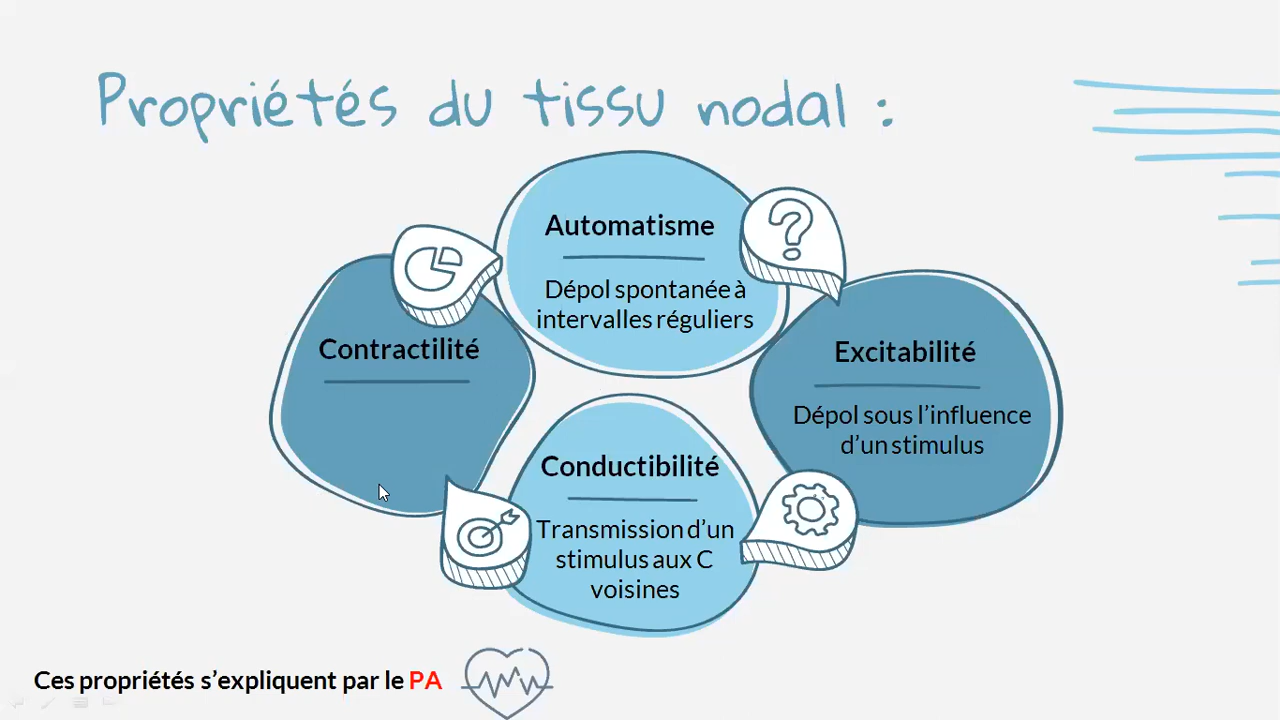 Propriétés du tissu nodal :
Automatisme
Dépol spontanée à
intervalles réguliers
Contractilité
Excitabilité
Dépol sous l’influence
d’un stimulus
Conductibilité
Transmission d’un
stimulus aux C
voisines
Ces propriétés s’expliquent par le PA